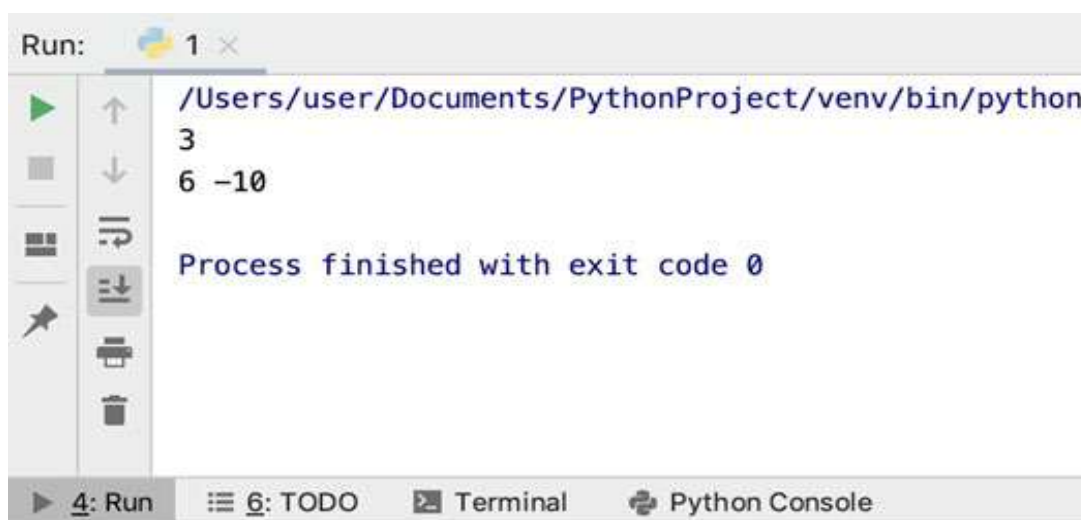 Run: 1
/Users/user/Documents/PythonProject/venv/bin/python
3
6 -10
Process finished with exit code 0
4: Run 6: TODO Terminal Python Console